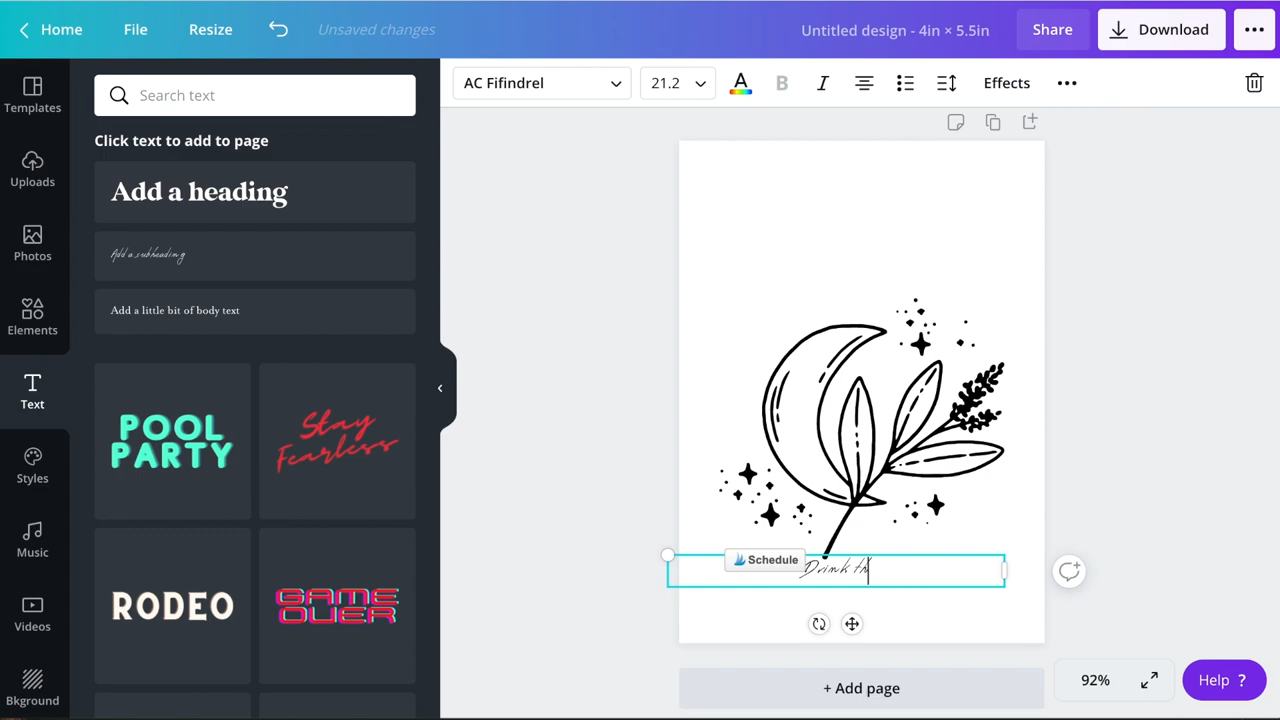 Home File Resize Unsaved changes Untitled design - 4in × 5.5in Share Download
AC Fifindrel 21.2 A B I Effects
Search text
Click text to add to page
Add a heading
Add a subheading
Add a little bit of body text
Templates
Uploads
Photos
Elements
Text
Styles
Music
Videos
Bkground
POOL
PARTY
Stay
Fearless
RODEO
GAME
OVER
Schedule
Drink th
+ Add page
92%
Help ?